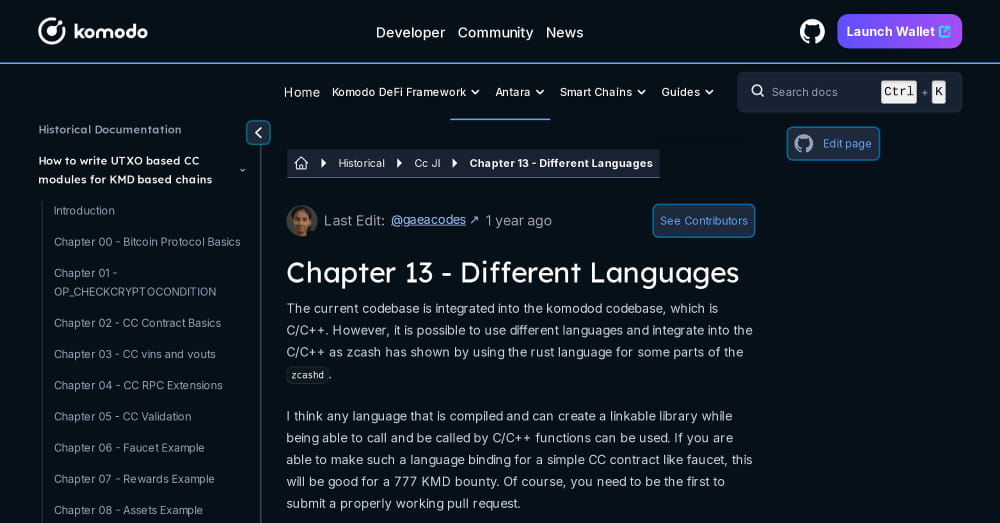 komodo
Developer Community News
Launch Wallet
Home Komodo DeFi Framework Antara Smart Chains Guides
Search docs Ctrl + K
Historical Documentation
How to write UTXO based CC
modules for KMD based chains
Introduction
Chapter 00 - Bitcoin Protocol Basics
Chapter 01 -
OP_CHECKCRYPTOCONDITION
Chapter 02 - CC Contract Basics
Chapter 03 - CC vins and vouts
Chapter 04 - CC RPC Extensions
Chapter 05 - CC Validation
Chapter 06 - Faucet Example
Chapter 07 - Rewards Example
Chapter 08 - Assets Example
Historical Cc Jl Chapter 13 - Different Languages
Edit page
Last Edit: @gaeacodes ↗ 1 year ago
See Contributors
Chapter 13 - Different Languages
The current codebase is integrated into the komodod codebase, which is
C/C++. However, it is possible to use different languages and integrate into the
C/C++ as zcash has shown by using the rust language for some parts of the
zcashd.
I think any language that is compiled and can create a linkable library while
being able to call and be called by C/C++ functions can be used. If you are
able to make such a language binding for a simple CC contract like faucet, this
will be good for a 777 KMD bounty. Of course, you need to be the first to
submit a properly working pull request.